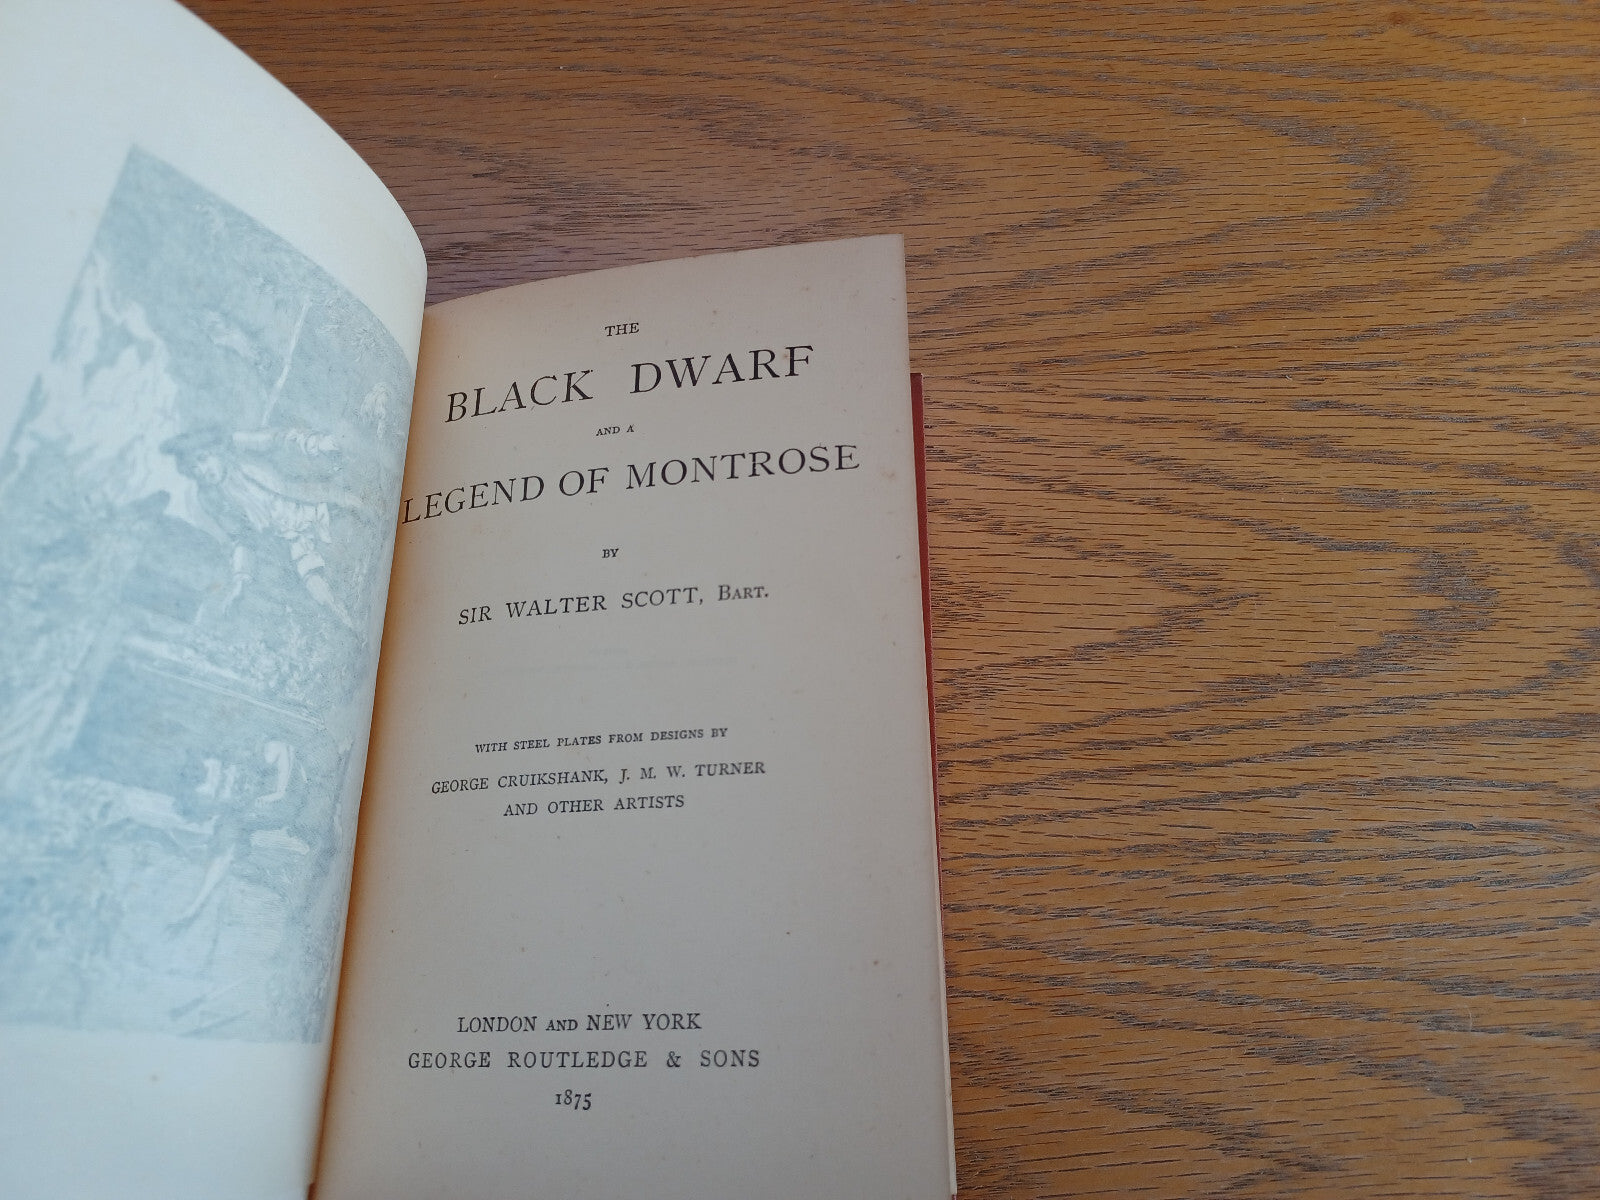 THE
BLACK DWARF
AND A
LEGEND OF MONTROSE
BY
SIR WALTER SCOTT, BART.
WITH STEEL PLATES FROM DESIGNS BY
GEORGE CRUIKSHANK, J. M. W. TURNER
AND OTHER ARTISTS
LONDON AND NEW YORK
GEORGE ROUTLEDGE & SONS
1875